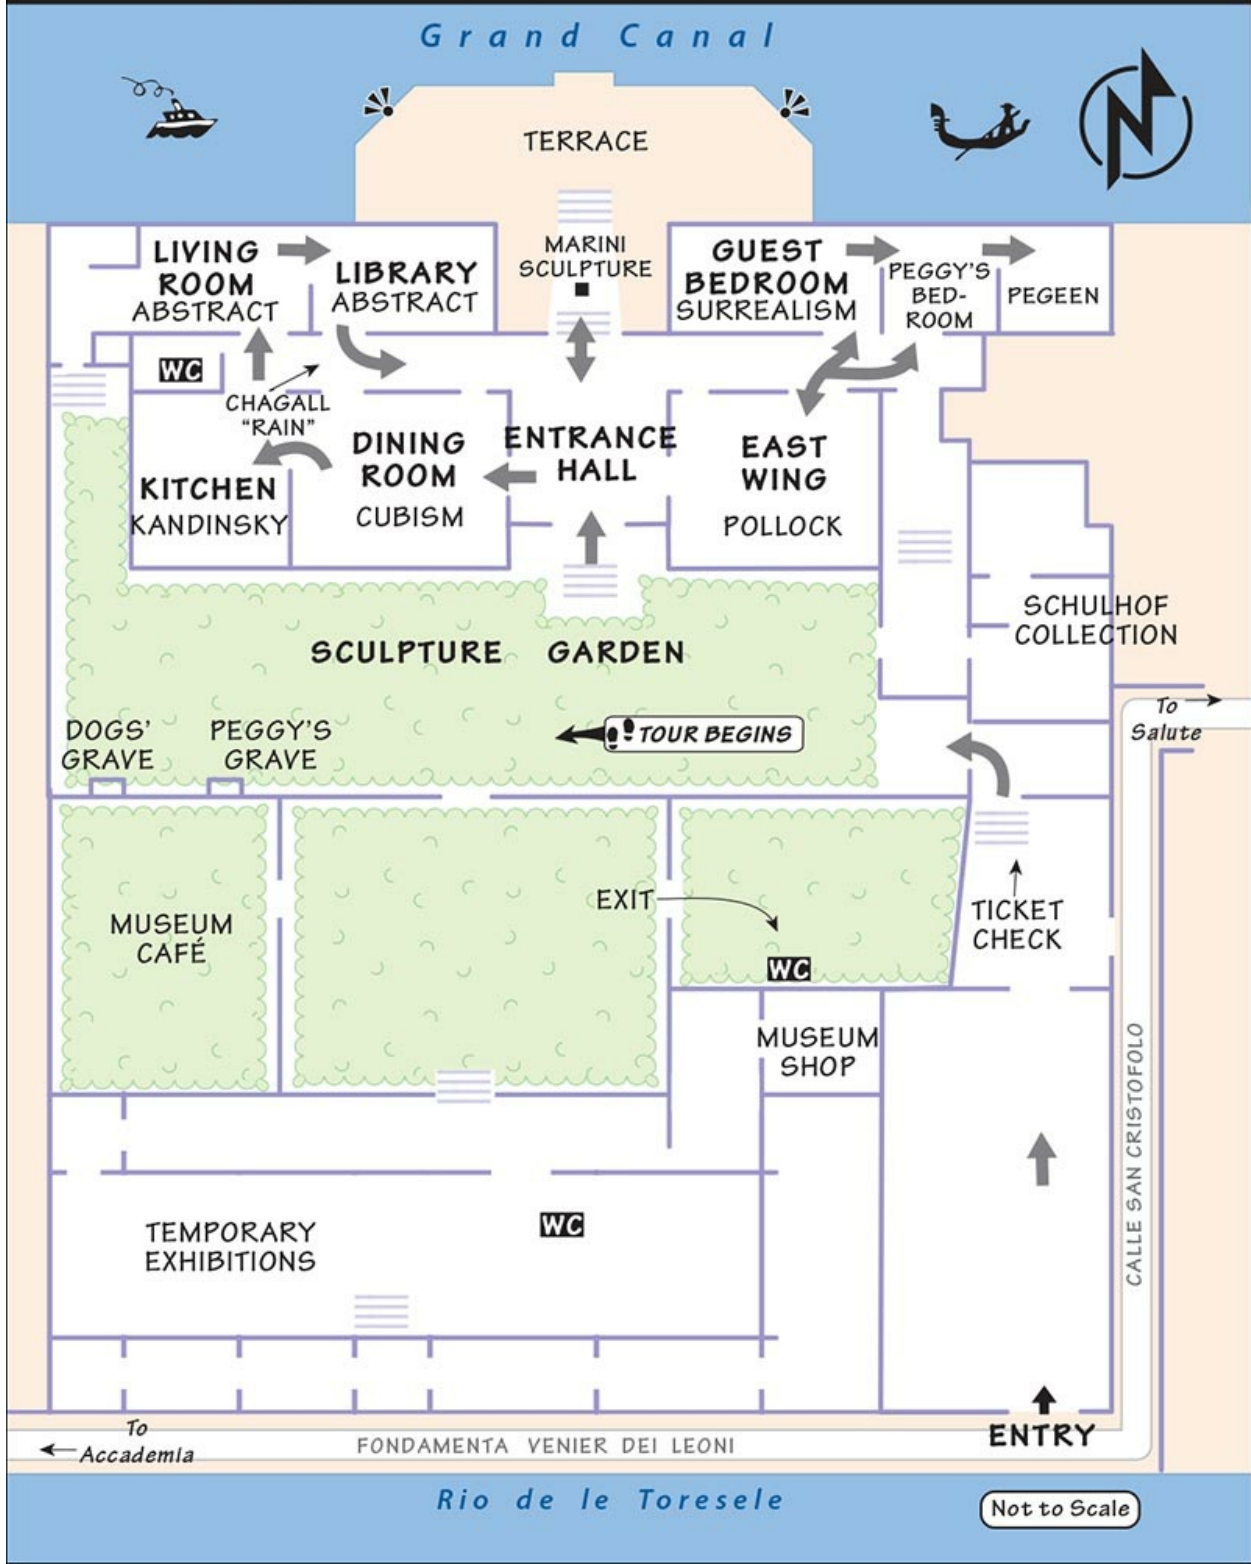 Grand Canal
N
TERRACE
MARINI
SCULPTURE
LIVING
ROOM
ABSTRACT
LIBRARY
ABSTRACT
GUEST
BEDROOM
SURREALISM
PEGGY'S
BED-
ROOM
PEGEEN
WC
CHAGALL
"RAIN"
DINING
ROOM
CUBISM
ENTRANCE
HALL
EAST
WING
POLLOCK
KITCHEN
KANDINSKY
SCHULHOF
COLLECTION
SCULPTURE GARDEN
TOUR BEGINS
DOGS'
GRAVE
PEGGY'S
GRAVE
To
Salute
MUSEUM
CAFÉ
EXIT
WC
TICKET
CHECK
MUSEUM
SHOP
CALLE SAN CRISTOFOLO
TEMPORARY
EXHIBITIONS
WC
To
Accademia
FONDAMENTA VENIER DEI LEONI
ENTRY
Rio de le Toresele
Not to Scale